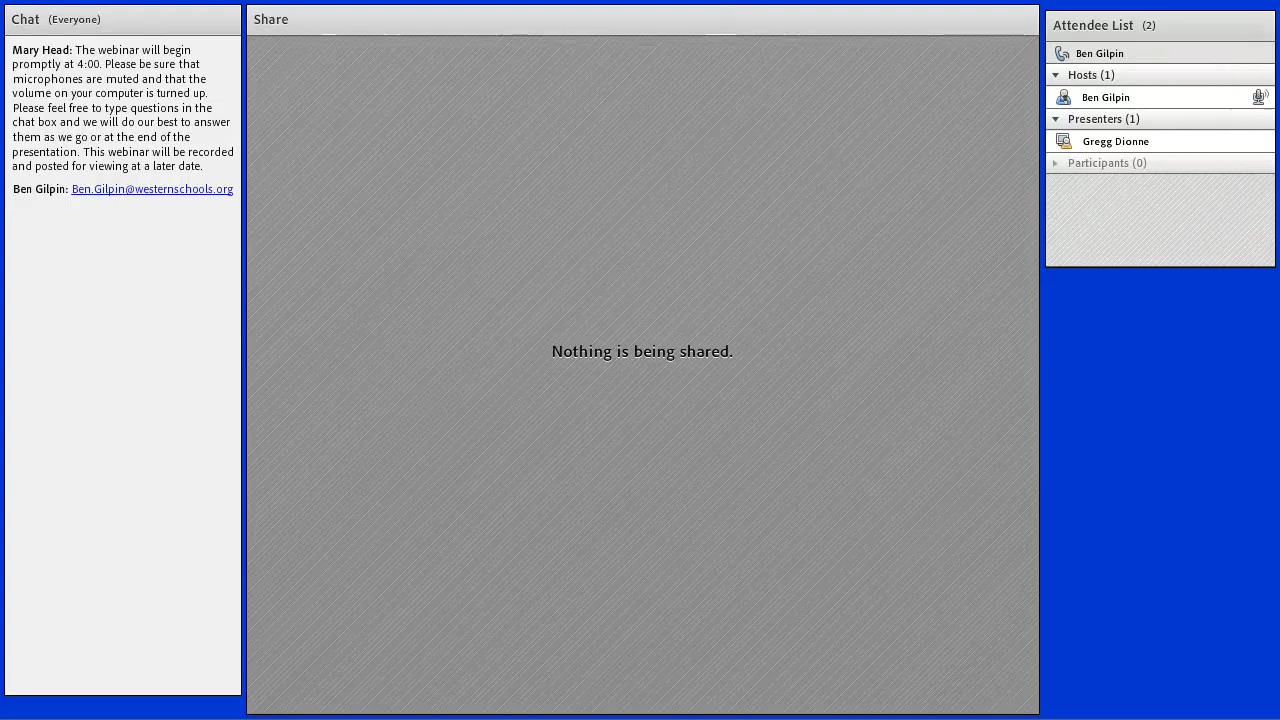 Chat (Everyone)
Mary Head: The webinar will begin
promptly at 4:00. Please be sure that
microphones are muted and that the
volume on your computer is turned up.
Please feel free to type questions in the
chat box and we will do our best to answer
them as we go or at the end of the
presentation. This webinar will be recorded
and posted for viewing at a later date.
Ben Gilpin: Ben.Gilpin@westernschools.org
Share
Nothing is being shared.
Attendee List (2)
Ben Gilpin
Hosts (1)
Ben Gilpin
Presenters (1)
Gregg Dionne
Participants (0)